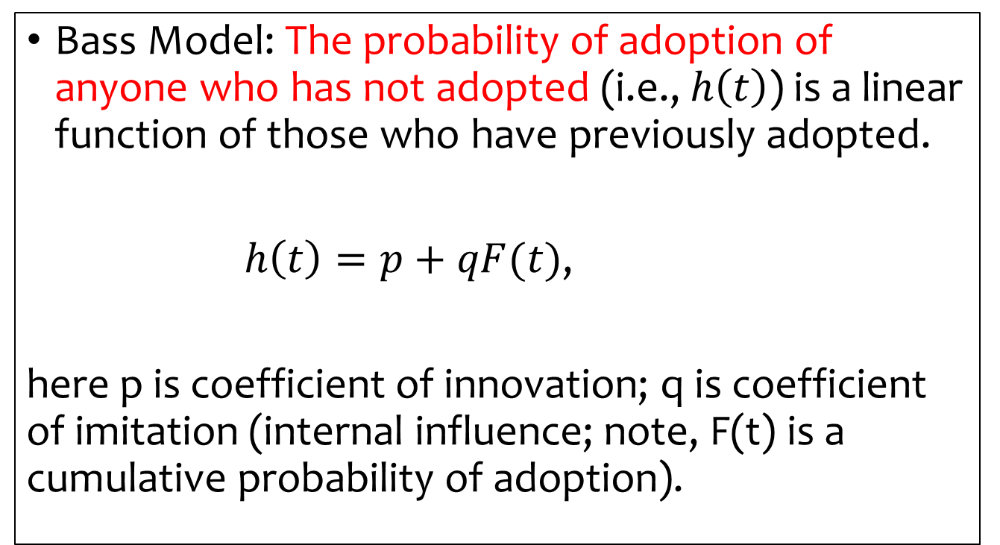 • Bass Model: The probability of adoption of
anyone who has not adopted (i.e., ℎ(𝑡)) is a linear
function of those who have previously adopted.
ℎ(𝑡) = 𝑝 + 𝑞𝐹(𝑡),
here p is coefficient of innovation; q is coefficient
of imitation (internal influence; note, F(t) is a
cumulative probability of adoption).